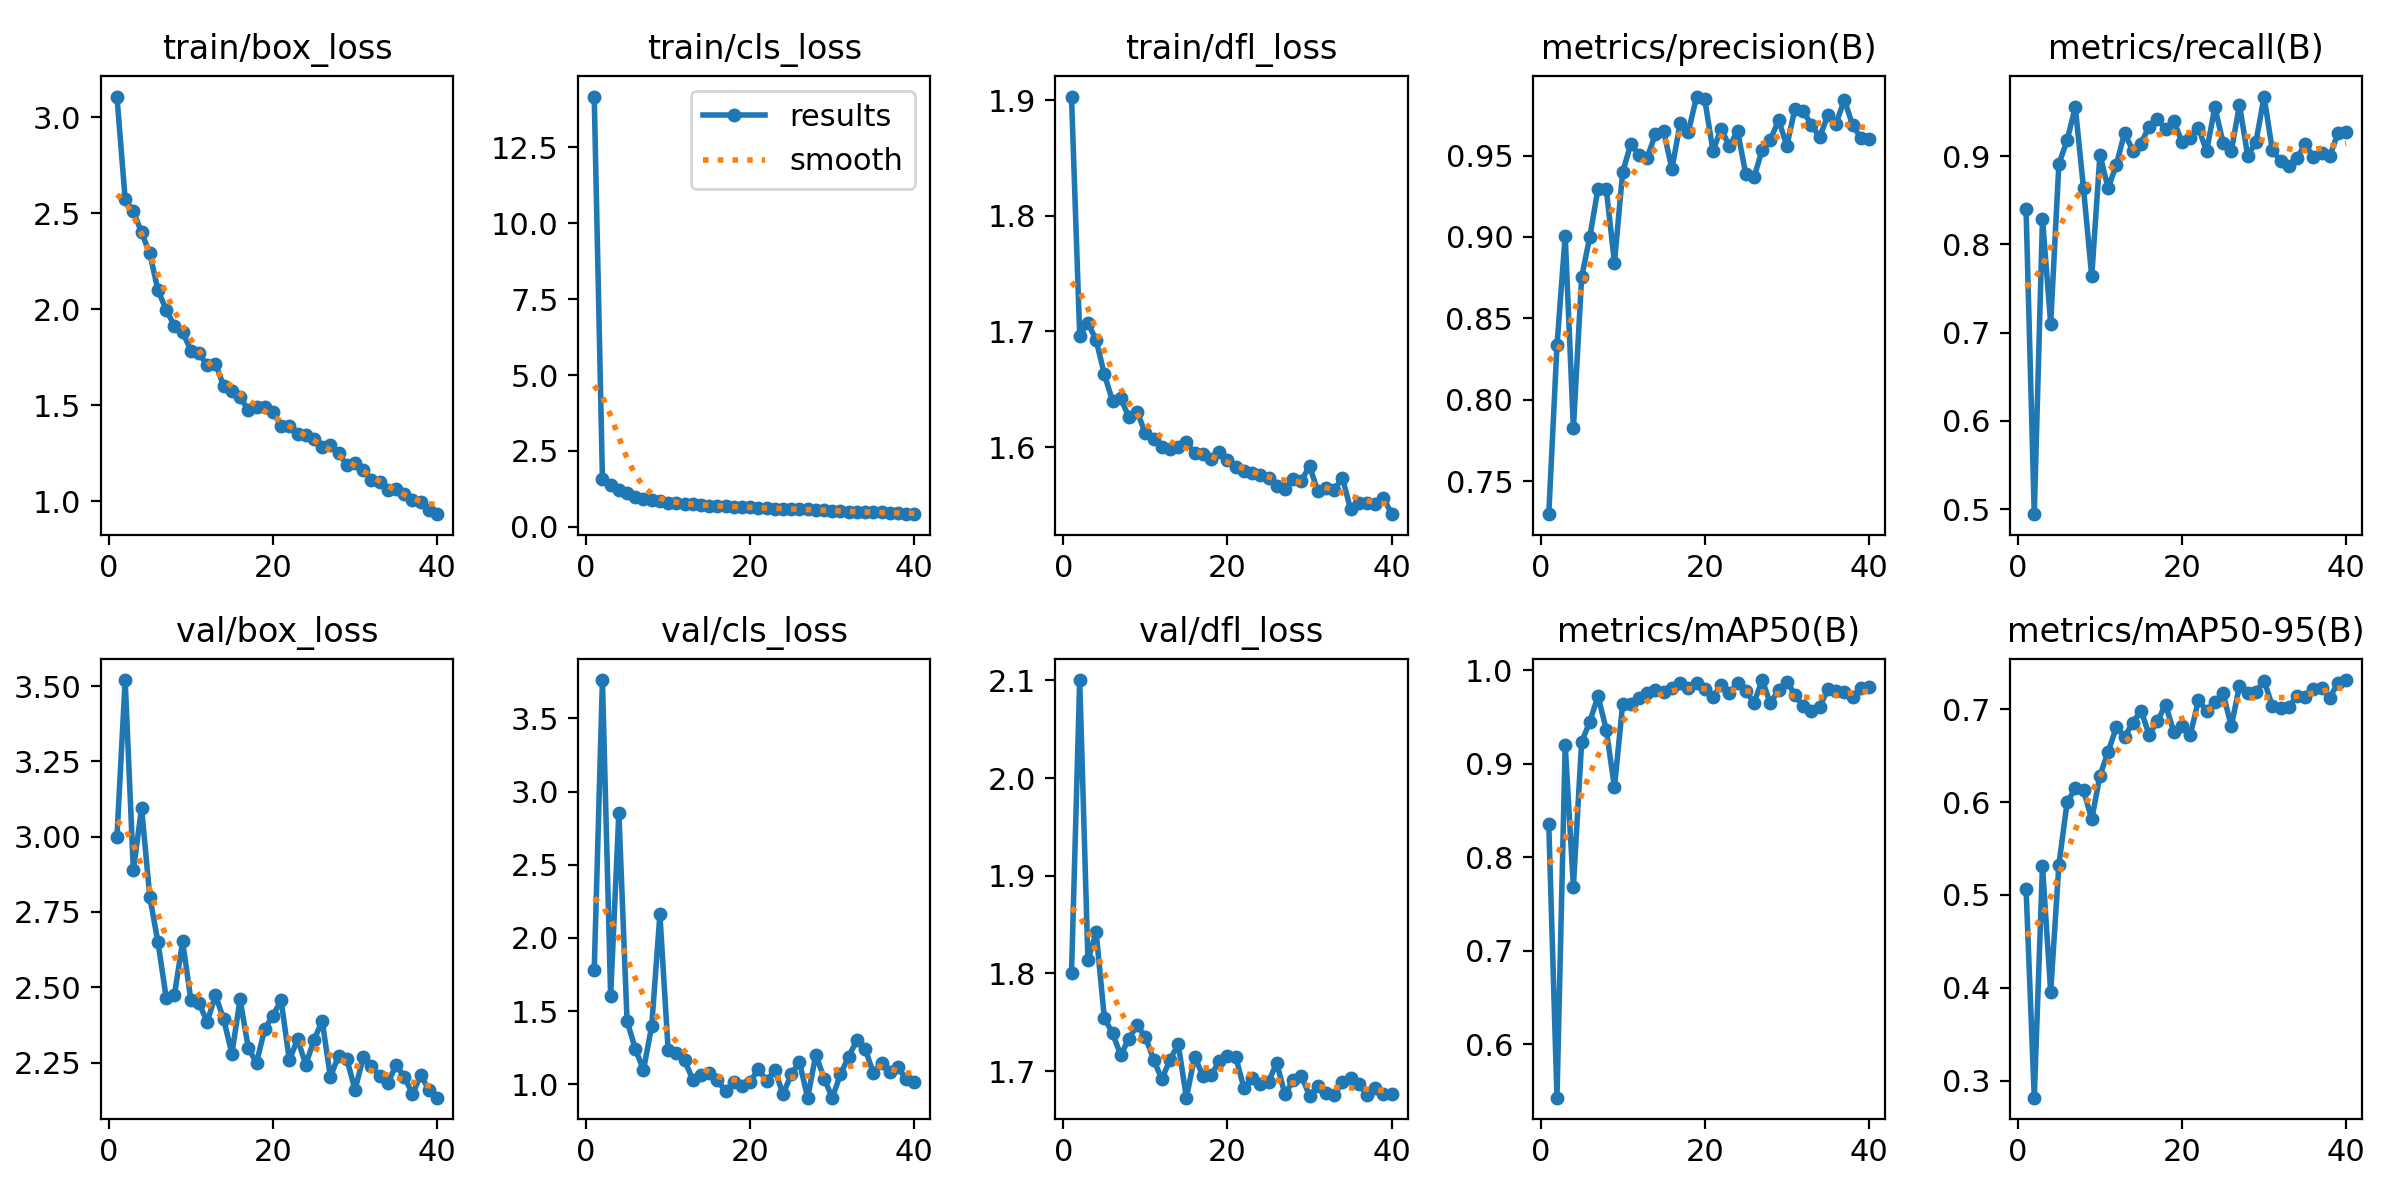 train/box_loss
3.0
2.5
2.0
1.5
1.0
0 20 40
train/cls_loss
results
smooth
12.5
10.0
7.5
5.0
2.5
0.0
0 20 40
train/dfl_loss
1.9
1.8
1.7
1.6
0 20 40
metrics/precision(B)
0.95
0.90
0.85
0.80
0.75
0 20 40
metrics/recall(B)
0.9
0.8
0.7
0.6
0.5
0 20 40
val/box_loss
3.50
3.25
3.00
2.75
2.50
2.25
0 20 40
val/cls_loss
3.5
3.0
2.5
2.0
1.5
1.0
0 20 40
val/dfl_loss
2.1
2.0
1.9
1.8
1.7
0 20 40
metrics/mAP50(B)
1.0
0.9
0.8
0.7
0.6
0 20 40
metrics/mAP50-95(B)
0.7
0.6
0.5
0.4
0.3
0 20 40